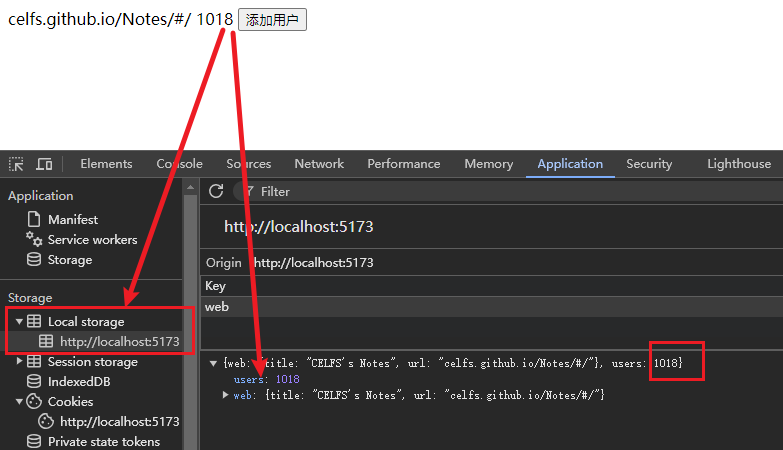 celfs.github.io/Notes/#/ 1018 添加用户
Elements Console Sources Network Performance Memory Application Security Lighthouse
Application
Manifest
Service workers
Storage
Storage
Local storage
http://localhost:5173
Session storage
IndexedDB
Cookies
http://localhost:5173
Private state tokens
Filter
http://localhost:5173
Origin http://localhost:5173
Key
web
{web: {title: "CELFS's Notes", url: "celfs.github.io/Notes/#/"}, users: 1018}
users: 1018
web: {title: "CELFS's Notes", url: "celfs.github.io/Notes/#/"}